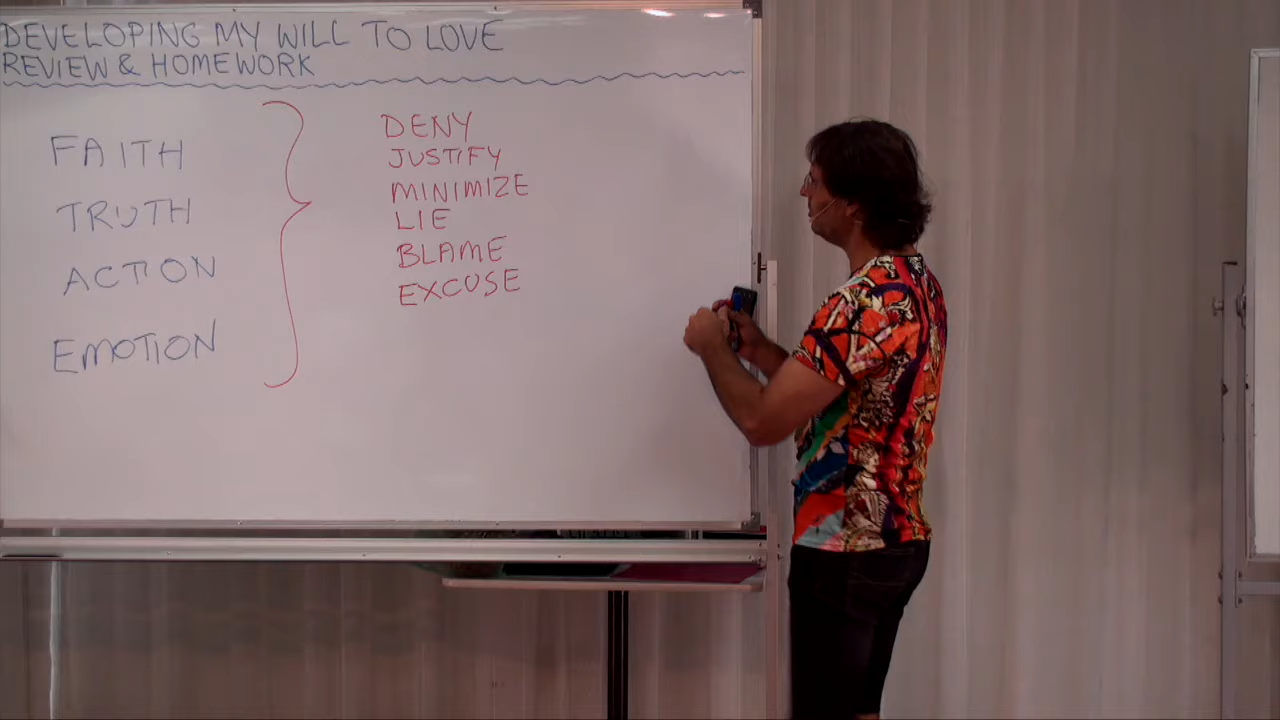 DEVELOPING MY WILL TO LOVE
REVIEW & HOMEWORK
FAITH
TRUTH
ACTION
EMOTION
DENY
JUSTIFY
MINIMIZE
LIE
BLAME
EXCUSE